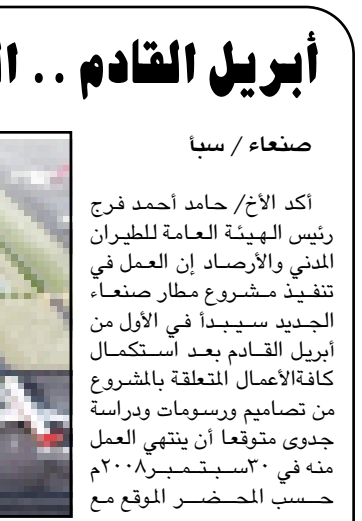 أبريل القادم ..
صنعاء / سبأ
أكد الأخ/ حامد أحمد فرج
رئيس الهيئة العامة للطيران
المدني والأرصاد إن العمل في
تنفيذ مشروع مطار صنعاء
الجديد سيبدأ في الأول من
أبريل القادم بعد استكمال
كافةالأعمال المتعلقة بالمشروع
من تصاميم ورسومات ودراسة
جدوى متوقعا أن ينتهي العمل
منه في ٣٠سبتمبر٢٠٠٨م
حسب المحضر الموقع مع